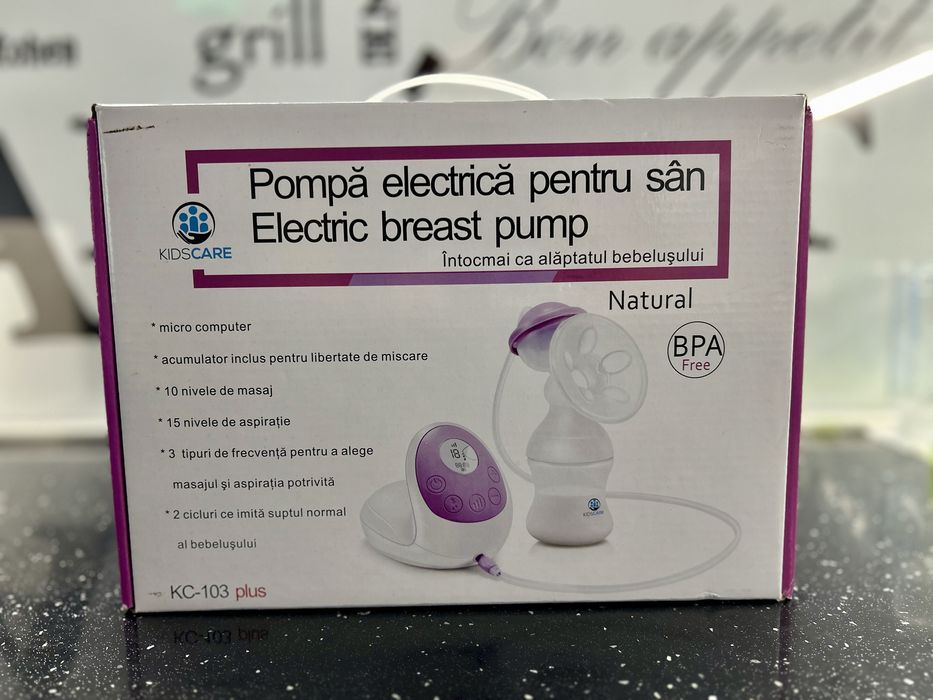 grill
Bon appetit
Pompă electrică pentru sân
Electric breast pump
Întocmai ca alăptatul bebelușului
KIDSCARE
Natural
BPA
Free
* micro computer
* acumulator inclus pentru libertate de miscare
* 10 nivele de masaj
* 15 nivele de aspirație
* 3 tipuri de frecvență pentru a alege
masajul și aspirația potrivită
* 2 cicluri ce imită suptul normal
al bebelușului
18
KIDSCARE
KC-103 plus